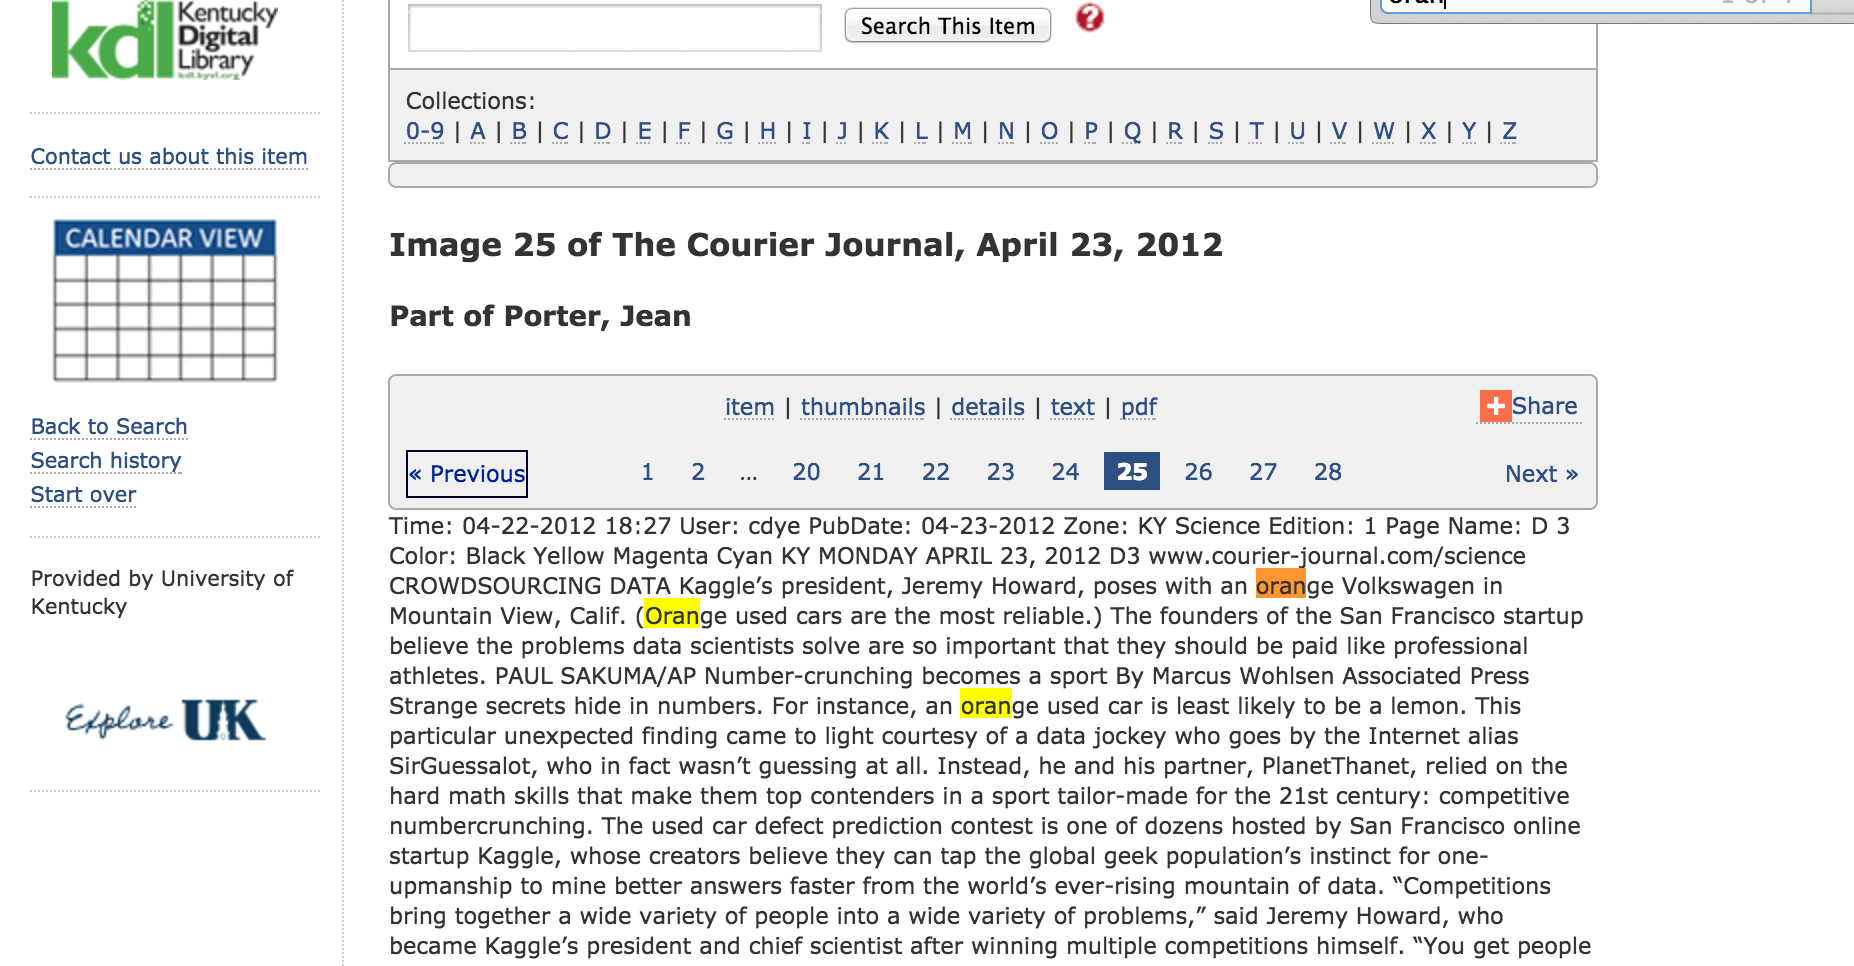 oran
Kentucky
Digital
Library
kdl.kyvl.org
kdl
Search This Item
?
Collections:
0-9 | A | B | C | D | E | F | G | H | I | J | K | L | M | N | O | P | Q | R | S | T | U | V | W | X | Y | Z
Contact us about this item
CALENDAR VIEW
Back to Search
Search history
Start over
Provided by University of
Kentucky
Explore UK
Image 25 of The Courier Journal, April 23, 2012
Part of Porter, Jean
item | thumbnails | details | text | pdf
Share
« Previous 1 2 ... 20 21 22 23 24 25 26 27 28 Next »
Time: 04-22-2012 18:27 User: cdye PubDate: 04-23-2012 Zone: KY Science Edition: 1 Page Name: D 3
Color: Black Yellow Magenta Cyan KY MONDAY APRIL 23, 2012 D3 www.courier-journal.com/science
CROWDSOURCING DATA Kaggle’s president, Jeremy Howard, poses with an orange Volkswagen in
Mountain View, Calif. (Orange used cars are the most reliable.) The founders of the San Francisco startup
believe the problems data scientists solve are so important that they should be paid like professional
athletes. PAUL SAKUMA/AP Number-crunching becomes a sport By Marcus Wohlsen Associated Press
Strange secrets hide in numbers. For instance, an orange used car is least likely to be a lemon. This
particular unexpected finding came to light courtesy of a data jockey who goes by the Internet alias
SirGuessalot, who in fact wasn’t guessing at all. Instead, he and his partner, PlanetThanet, relied on the
hard math skills that make them top contenders in a sport tailor-made for the 21st century: competitive
numbercrunching. The used car defect prediction contest is one of dozens hosted by San Francisco online
startup Kaggle, whose creators believe they can tap the global geek population’s instinct for one-
upmanship to mine better answers faster from the world’s ever-rising mountain of data. “Competitions
bring together a wide variety of people into a wide variety of problems,” said Jeremy Howard, who
became Kaggle’s president and chief scientist after winning multiple competitions himself. “You get people